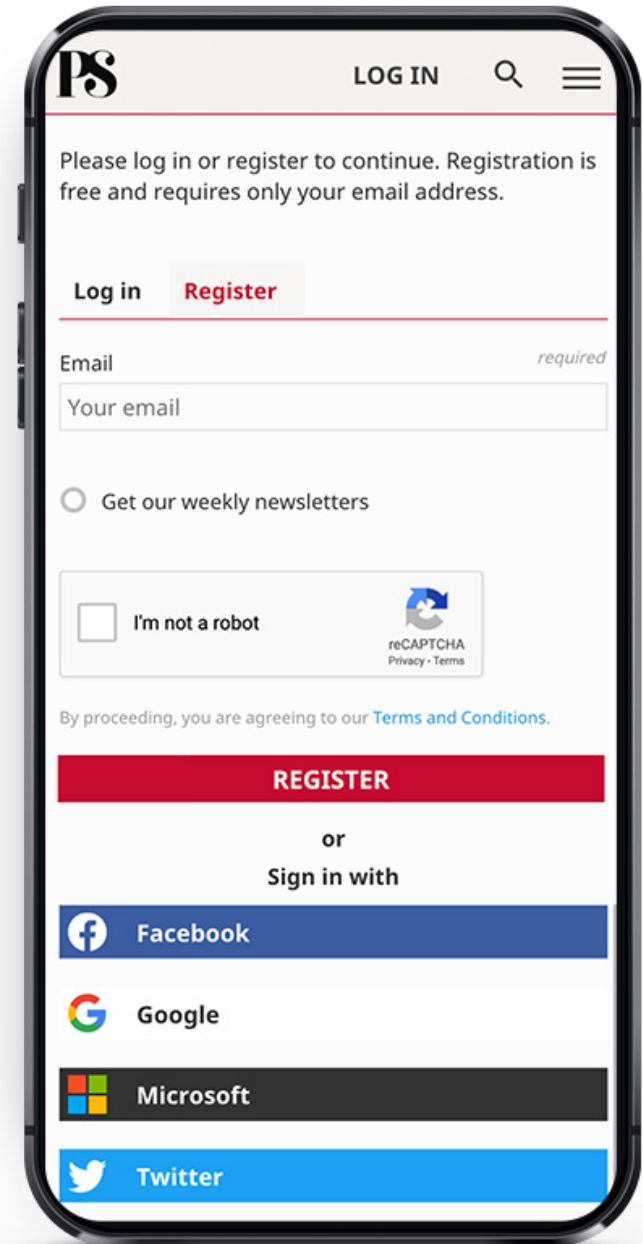 PS
LOG IN
Please log in or register to continue. Registration is
free and requires only your email address.
Log in Register
Email required
Your email
Get our weekly newsletters
I'm not a robot
reCAPTCHA
Privacy - Terms
By proceeding, you are agreeing to our Terms and Conditions.
REGISTER
or
Sign in with
Facebook
Google
Microsoft
Twitter